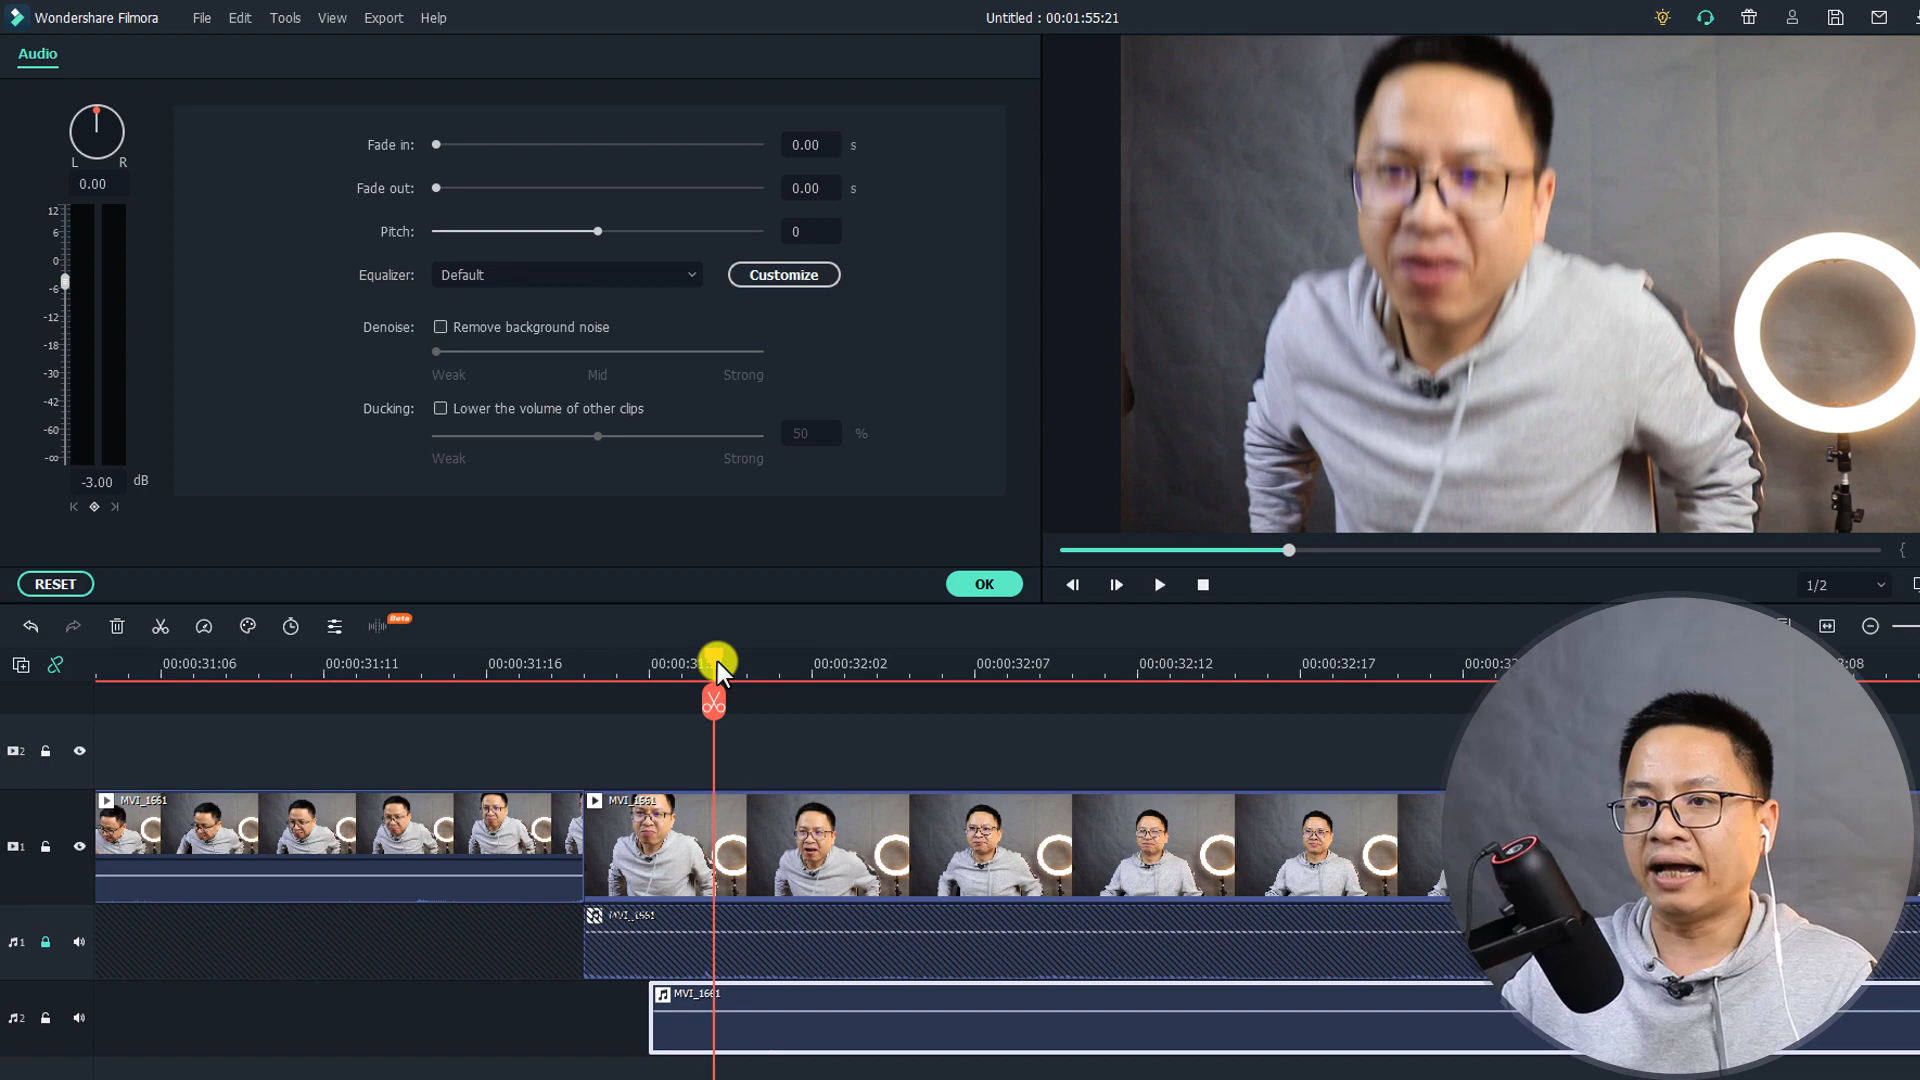 Wondershare Filmora File Edit Tools View Export Help Untitled : 00:01:55:21
Audio
L R
0.00
12
6
0
-6
-12
-18
-30
-42
-60
-∞
-3.00 dB
Fade in: 0.00 s
Fade out: 0.00 s
Pitch: 0
Equalizer: Default Customize
Denoise: Remove background noise
Weak Mid Strong
Ducking: Lower the volume of other clips
50 %
Weak Strong
RESET OK
1/2
Beta
00:00:31:06 00:00:31:11 00:00:31:16 00:00:32:02 00:00:32:07 00:00:32:12 00:00:32:17
2
1 MVI_1661 MVI_1661
1 MVI_1661
2 MVI_1661